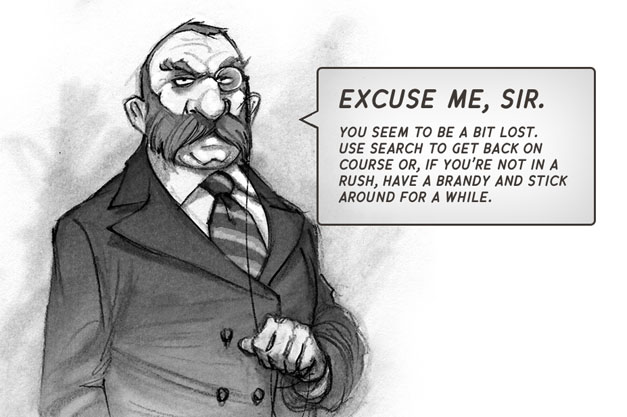 EXCUSE ME, SIR.
YOU SEEM TO BE A BIT LOST.
USE SEARCH TO GET BACK ON
COURSE OR, IF YOU'RE NOT IN A
RUSH, HAVE A BRANDY AND STICK
AROUND FOR A WHILE.